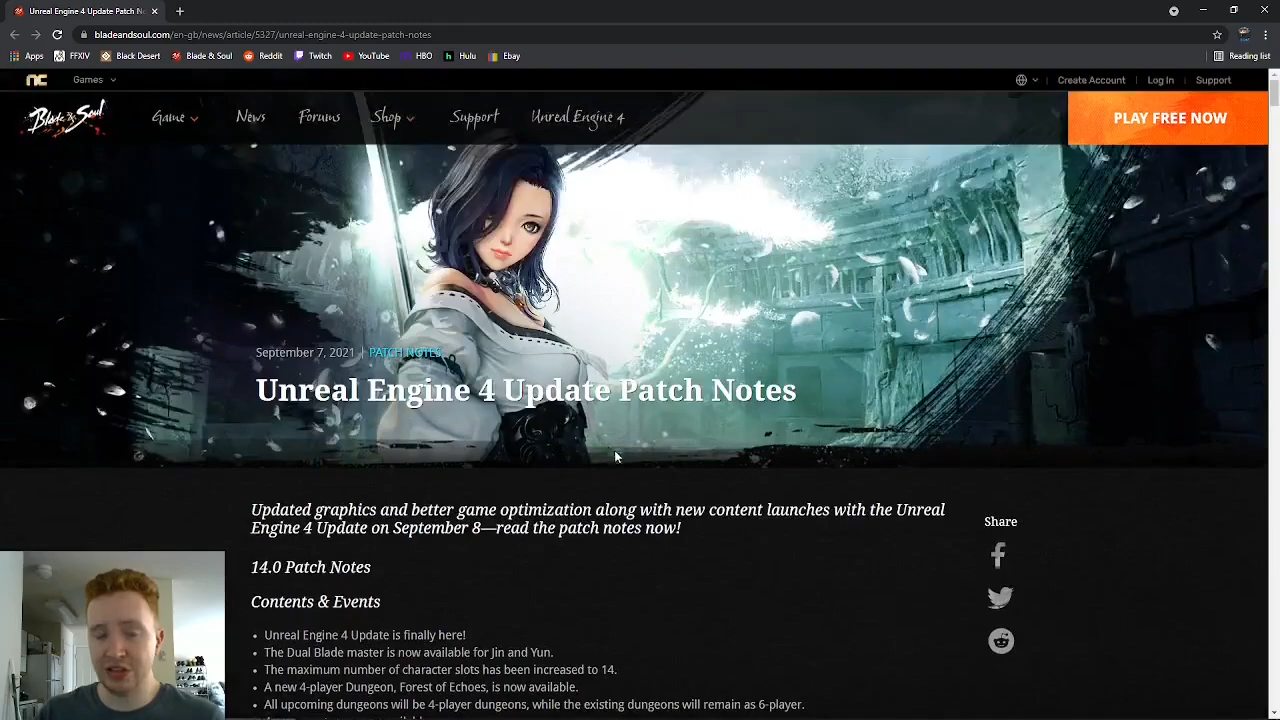 Unreal Engine 4 Update Patch No
bladeandsoul.com/en-gb/news/article/5327/unreal-engine-4-update-patch-notes
Apps FFXIV Black Desert Blade & Soul Reddit Twitch YouTube HBO Hulu Ebay Reading list
NC Games Create Account Log In Support
Blade & Soul Game News Forums Shop Support Unreal Engine 4 PLAY FREE NOW
September 7, 2021 | PATCH NOTES
Unreal Engine 4 Update Patch Notes
Updated graphics and better game optimization along with new content launches with the Unreal
Engine 4 Update on September 8—read the patch notes now!
Share
14.0 Patch Notes
Contents & Events
• Unreal Engine 4 Update is finally here!
• The Dual Blade master is now available for Jin and Yun.
• The maximum number of character slots has been increased to 14.
• A new 4-player Dungeon, Forest of Echoes, is now available.
• All upcoming dungeons will be 4-player dungeons, while the existing dungeons will remain as 6-player.